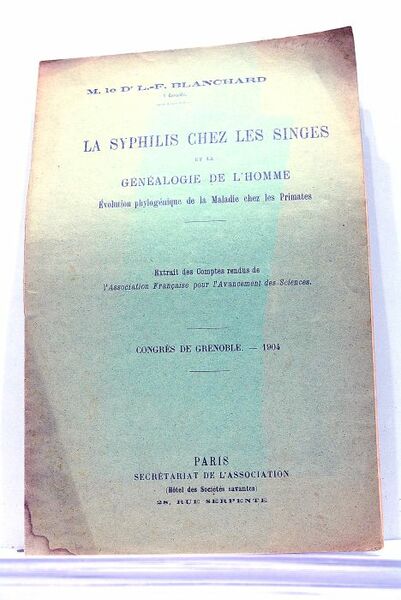 M. le Dr L.-F. BLANCHARD
LA SYPHILIS CHEZ LES SINGES
ET LA
GÉNÉALOGIE DE L'HOMME
Évolution phylogénique de la Maladie chez les Primates
Extrait des Comptes rendus de
l'Association Française pour l'Avancement des Sciences.
CONGRÈS DE GRENOBLE. — 1904
PARIS
SECRÉTARIAT DE L'ASSOCIATION
(Hôtel des Sociétés savantes)
28, RUE SERPENTE